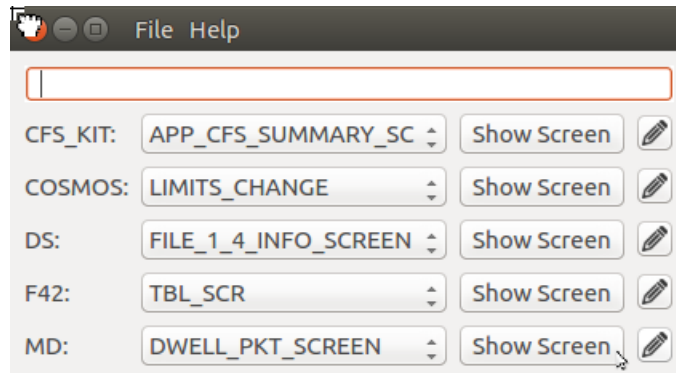 File Help
CFS_KIT: APP_CFS_SUMMARY_SC Show Screen
COSMOS: LIMITS_CHANGE Show Screen
DS: FILE_1_4_INFO_SCREEN Show Screen
F42: TBL_SCR Show Screen
MD: DWELL_PKT_SCREEN Show Screen